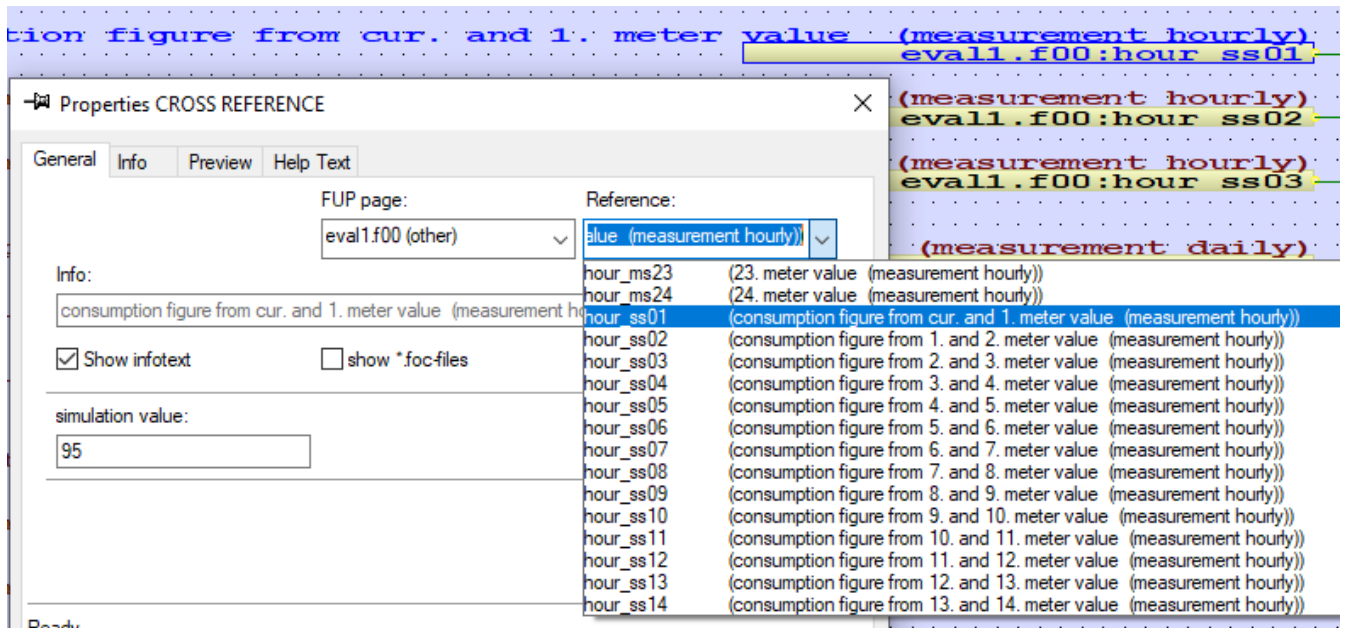 tion figure from cur. and 1. meter value (measurement hourly)
eval1.f00:hour ss01
Properties CROSS REFERENCE
(measurement hourly)
eval1.f00:hour ss02
General Info Preview Help Text
(measurement hourly)
eval1.f00:hour ss03
FUP page: Reference:
eval1.f00 (other) alue (measurement hourly))
(measurement daily)
Info:
consumption figure from cur. and 1. meter value (measurement ho
Show infotext show *.foc-files
simulation value:
95
hour_ms23 (23. meter value (measurement hourly))
hour_ms24 (24. meter value (measurement hourly))
hour_ss01 (consumption figure from cur. and 1. meter value (measurement hourly))
hour_ss02 (consumption figure from 1. and 2. meter value (measurement hourly))
hour_ss03 (consumption figure from 2. and 3. meter value (measurement hourly))
hour_ss04 (consumption figure from 3. and 4. meter value (measurement hourly))
hour_ss05 (consumption figure from 4. and 5. meter value (measurement hourly))
hour_ss06 (consumption figure from 5. and 6. meter value (measurement hourly))
hour_ss07 (consumption figure from 6. and 7. meter value (measurement hourly))
hour_ss08 (consumption figure from 7. and 8. meter value (measurement hourly))
hour_ss09 (consumption figure from 8. and 9. meter value (measurement hourly))
hour_ss10 (consumption figure from 9. and 10. meter value (measurement hourly))
hour_ss11 (consumption figure from 10. and 11. meter value (measurement hourly))
hour_ss12 (consumption figure from 11. and 12. meter value (measurement hourly))
hour_ss13 (consumption figure from 12. and 13. meter value (measurement hourly))
hour_ss14 (consumption figure from 13. and 14. meter value (measurement hourly))
Ready